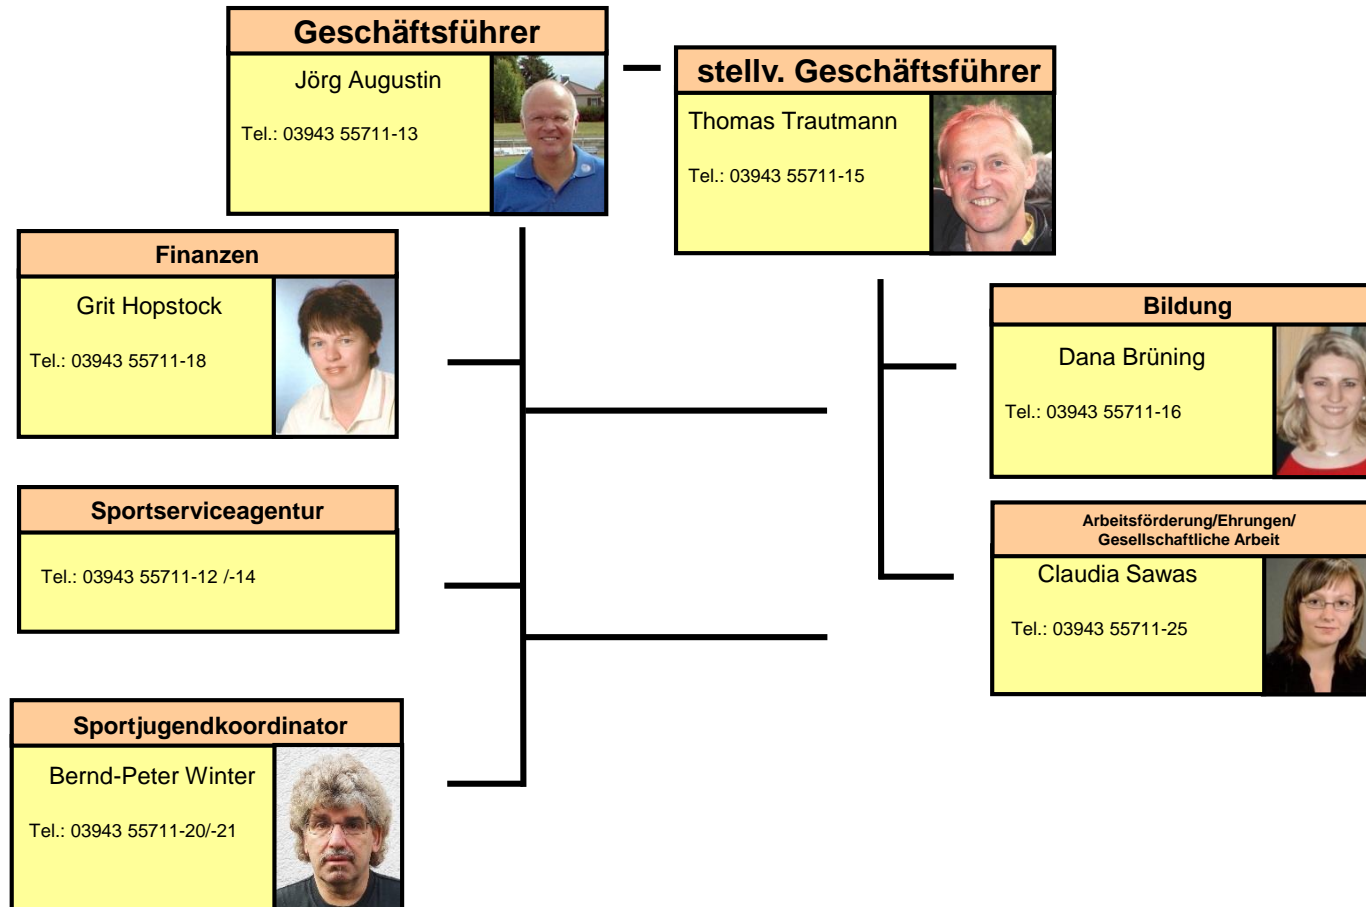 Geschäftsführer
Jörg Augustin
Tel.: 03943 55711-13
stellv. Geschäftsführer
Thomas Trautmann
Tel.: 03943 55711-15
Finanzen
Grit Hopstock
Tel.: 03943 55711-18
Bildung
Dana Brüning
Tel.: 03943 55711-16
Sportserviceagentur
Tel.: 03943 55711-12 /-14
Arbeitsförderung/Ehrungen/
Gesellschaftliche Arbeit
Claudia Sawas
Tel.: 03943 55711-25
Sportjugendkoordinator
Bernd-Peter Winter
Tel.: 03943 55711-20/-21